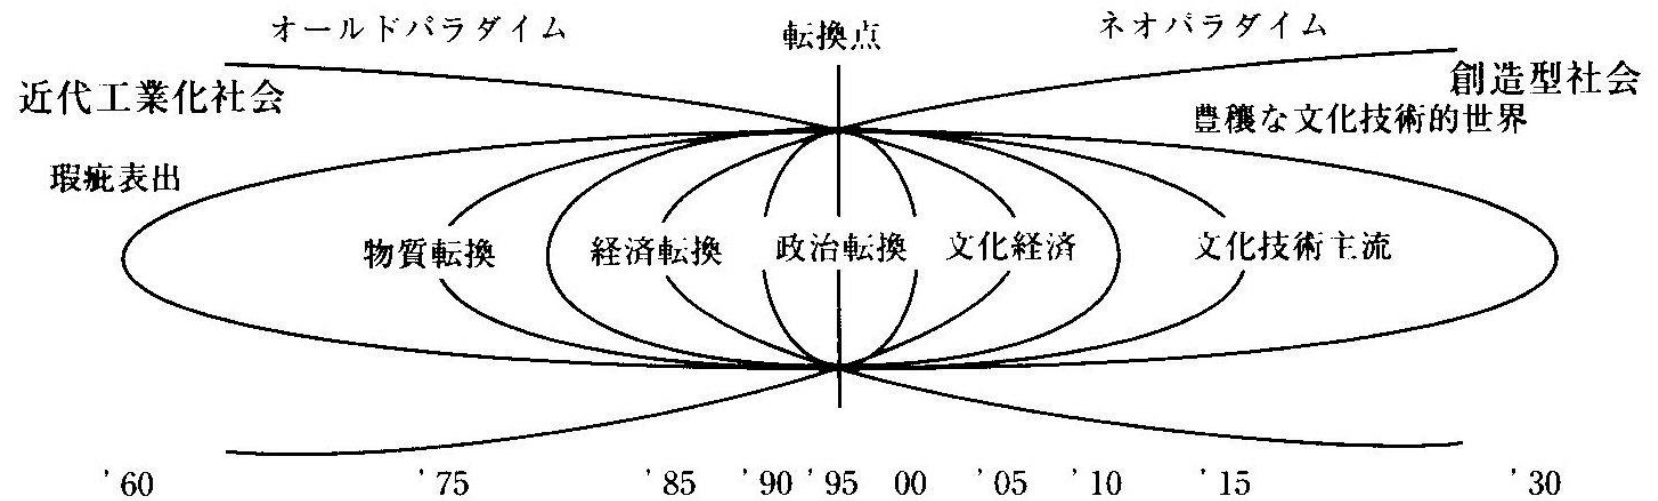 オールドパラダイム
転換点
ネオパラダイム
近代工業化社会
創造型社会
豊穣な文化技術的世界
瑕疵表出
物質転換
経済転換
政治転換
文化経済
文化技術主流
'60 '75 '85 '90 '95 00 '05 '10 '15 '30